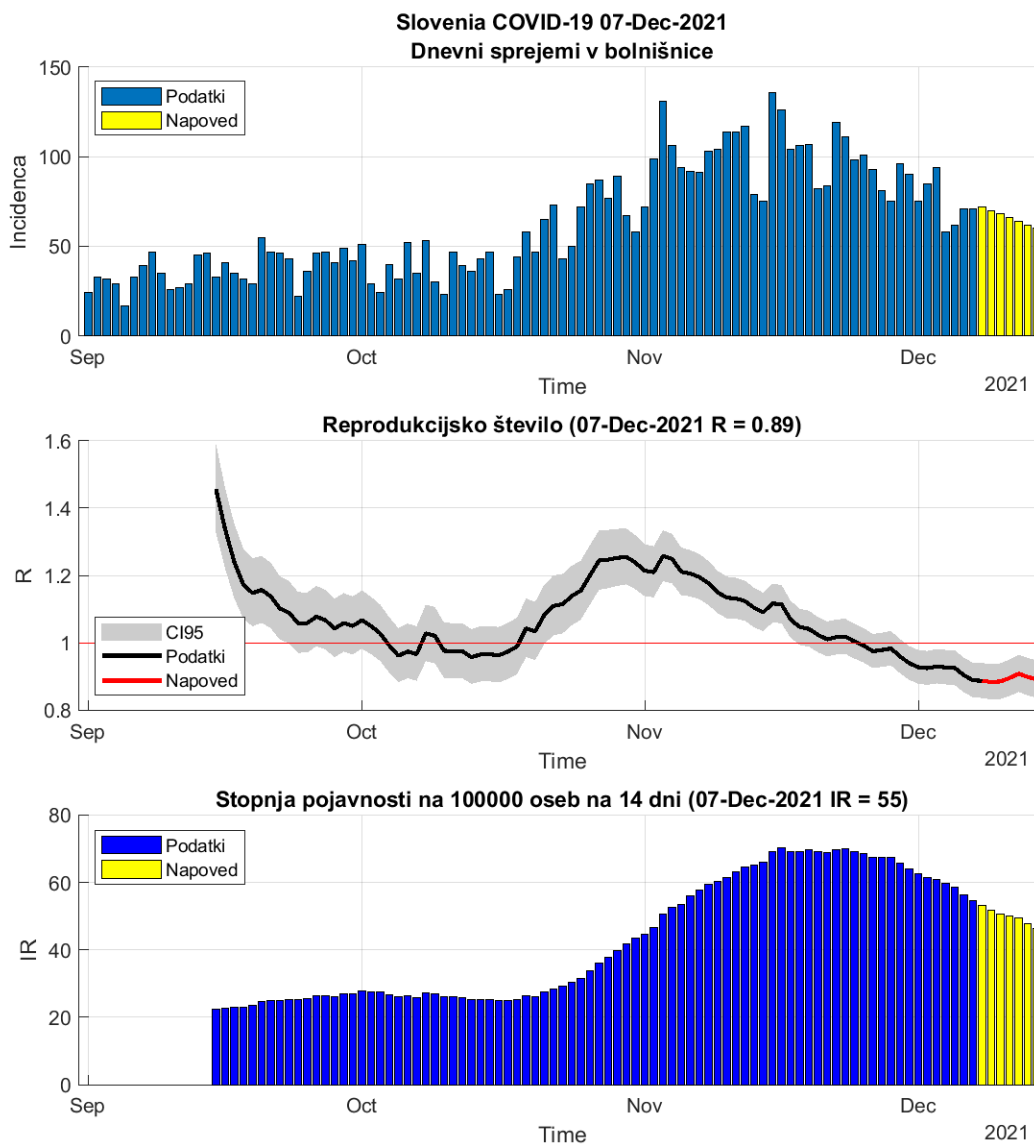 Slovenia COVID-19 07-Dec-2021
Dnevni sprejemi v bolnišnice
150
100
50
0
Incidenca
Podatki
Napoved
Sep
Oct
Nov
Dec
Time
2021
Reprodukcijsko število (07-Dec-2021 R = 0.89)
1.6
1.4
1.2
1
0.8
R
CI95
Podatki
Napoved
Sep
Oct
Nov
Dec
Time
2021
Stopnja pojavnosti na 100000 oseb na 14 dni (07-Dec-2021 IR = 55)
80
60
40
20
0
IR
Podatki
Napoved
Sep
Oct
Nov
Dec
Time
2021